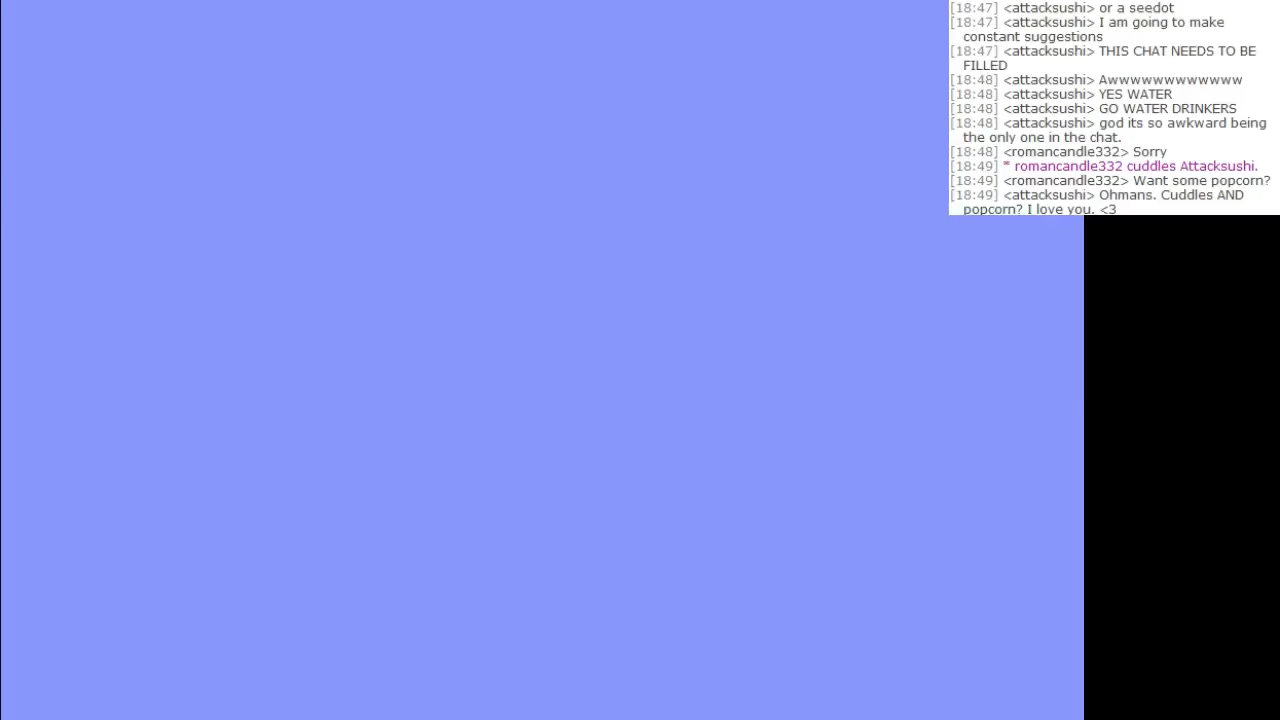 [18:47] <attacksushi> or a seedot
[18:47] <attacksushi> I am going to make
constant suggestions
[18:47] <attacksushi> THIS CHAT NEEDS TO BE
FILLED
[18:48] <attacksushi> Awwwwwwwwwwwww
[18:48] <attacksushi> YES WATER
[18:48] <attacksushi> GO WATER DRINKERS
[18:48] <attacksushi> god its so awkward being
the only one in the chat.
[18:48] <romancandle332> Sorry
[18:49] * romancandle332 cuddles Attacksushi.
[18:49] <romancandle332> Want some popcorn?
[18:49] <attacksushi> Ohmans. Cuddles AND
popcorn? I love you. <3